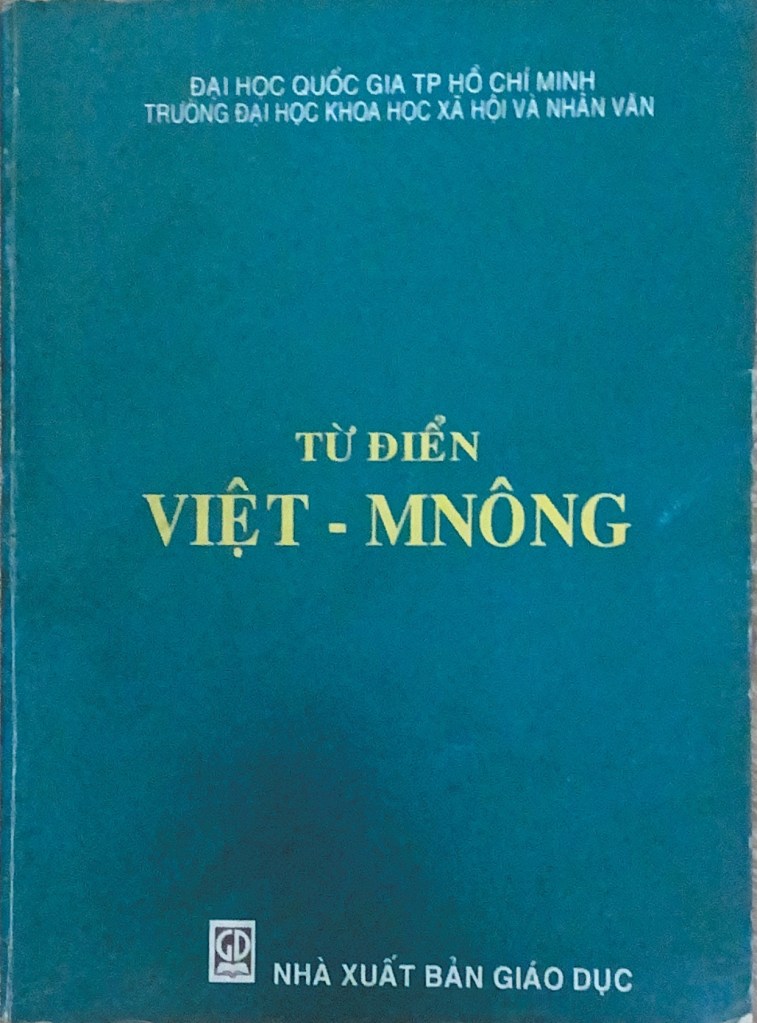 ĐẠI HỌC QUỐC GIA TP HỒ CHÍ MINH
TRƯỜNG ĐẠI HỌC KHOA HỌC XÃ HỘI VÀ NHÂN VĂN
TỪ ĐIỂN
VIỆT - MNÔNG
GD
NHÀ XUẤT BẢN GIÁO DỤC